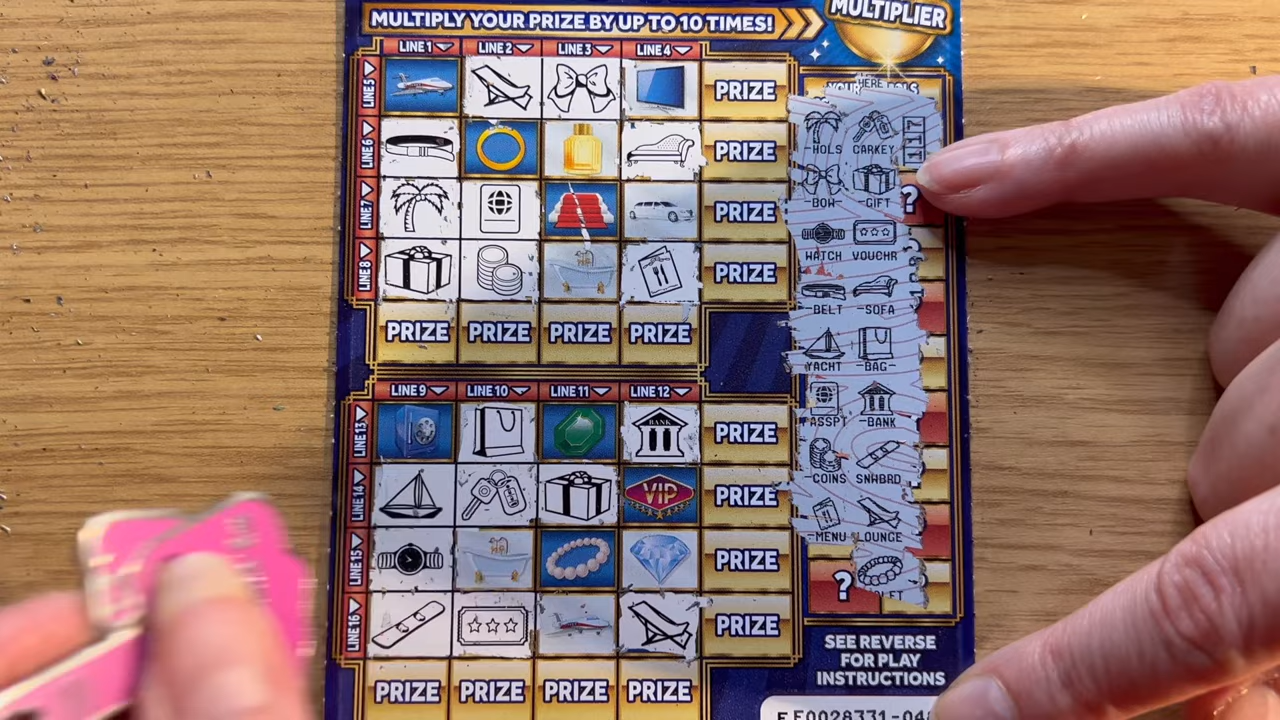 MULTIPLY YOUR PRIZE BY UP TO 10 TIMES!
MULTIPLIER
LINE 1 LINE 2 LINE 3 LINE 4
HERE
LINE 5 PRIZE
LINE 6 PRIZE
LINE 7 PRIZE
LINE 8 PRIZE
PRIZE PRIZE PRIZE PRIZE
HOLS CARKEY
BOW GIFT
?
WATCH VOUCHR
BELT SOFA
YACHT BAG
ASSPT BANK
COINS SNWBRD
MENU LOUNGE
?
LINE 9 LINE 10 LINE 11 LINE 12
LINE 13 BANK PRIZE
LINE 14 VIP PRIZE
LINE 15 PRIZE
LINE 16 PRIZE
PRIZE PRIZE PRIZE PRIZE
SEE REVERSE
FOR PLAY
INSTRUCTIONS